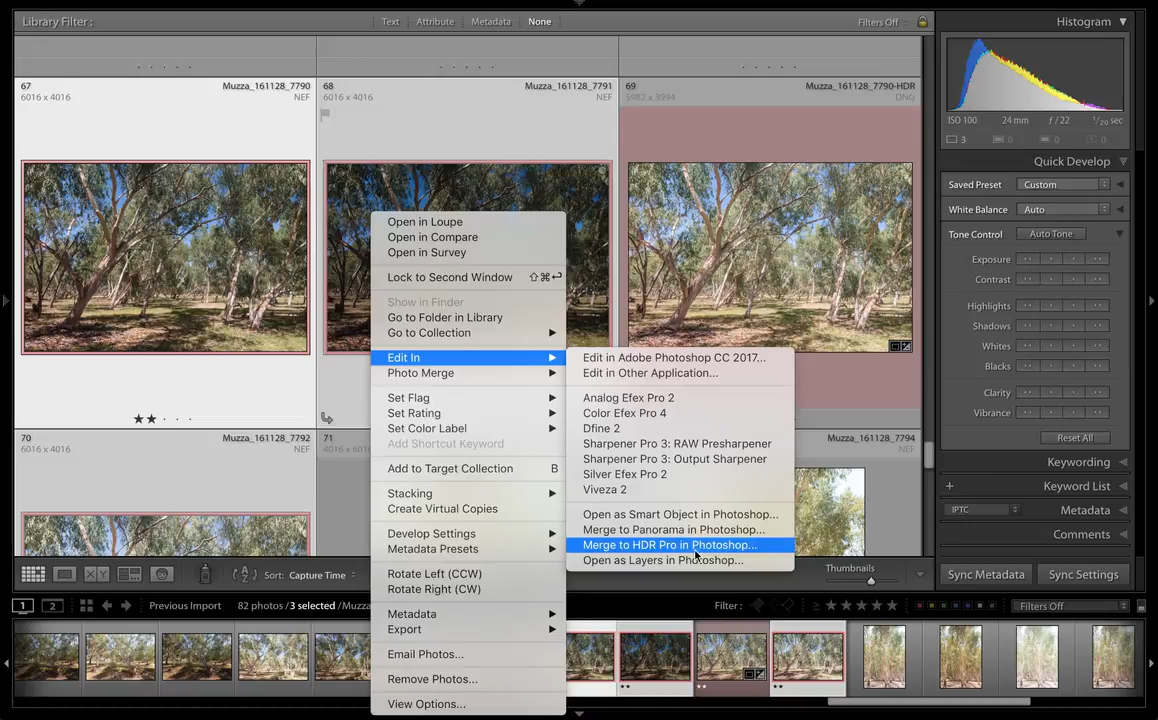 Library Filter :
Text
Attribute
Metadata
None
Filters Off
Histogram
ISO 100
24 mm
ƒ / 22
1/20 sec
3
0
0
0
Quick Develop
Saved Preset
Custom
White Balance
Auto
Tone Control
Auto Tone
Exposure
Contrast
Highlights
Shadows
Whites
Blacks
Clarity
Vibrance
Reset All
Keywording
Keyword List
IPTC
Metadata
Comments
Sync Metadata
Sync Settings
67
Muzza_161128_7790
6016 x 4016
NEF
68
Muzza_161128_7791
6016 x 4016
NEF
69
Muzza_161128_7790-HDR
5982 x 3994
DNG
70
Muzza_161128_7792
6016 x 4016
NEF
71
4016 x 601
Muzza_161128_7794
NEF
Open in Loupe
Open in Compare
Open in Survey
Lock to Second Window ⇧⌘↩
Show in Finder
Go to Folder in Library
Go to Collection
Edit In
Photo Merge
Set Flag
Set Rating
Set Color Label
Add Shortcut Keyword
Add to Target Collection B
Stacking
Create Virtual Copies
Develop Settings
Metadata Presets
Rotate Left (CCW)
Rotate Right (CW)
Metadata
Export
Email Photos...
Remove Photos...
View Options...
Edit in Adobe Photoshop CC 2017...
Edit in Other Application...
Analog Efex Pro 2
Color Efex Pro 4
Dfine 2
Sharpener Pro 3: RAW Presharpener
Sharpener Pro 3: Output Sharpener
Silver Efex Pro 2
Viveza 2
Open as Smart Object in Photoshop...
Merge to Panorama in Photoshop...
Merge to HDR Pro in Photoshop...
Open as Layers in Photoshop...
XY
Sort: Capture Time
Thumbnails
1
2
Previous Import
82 photos / 3 selected / Muzza
Filter :
Filters Off